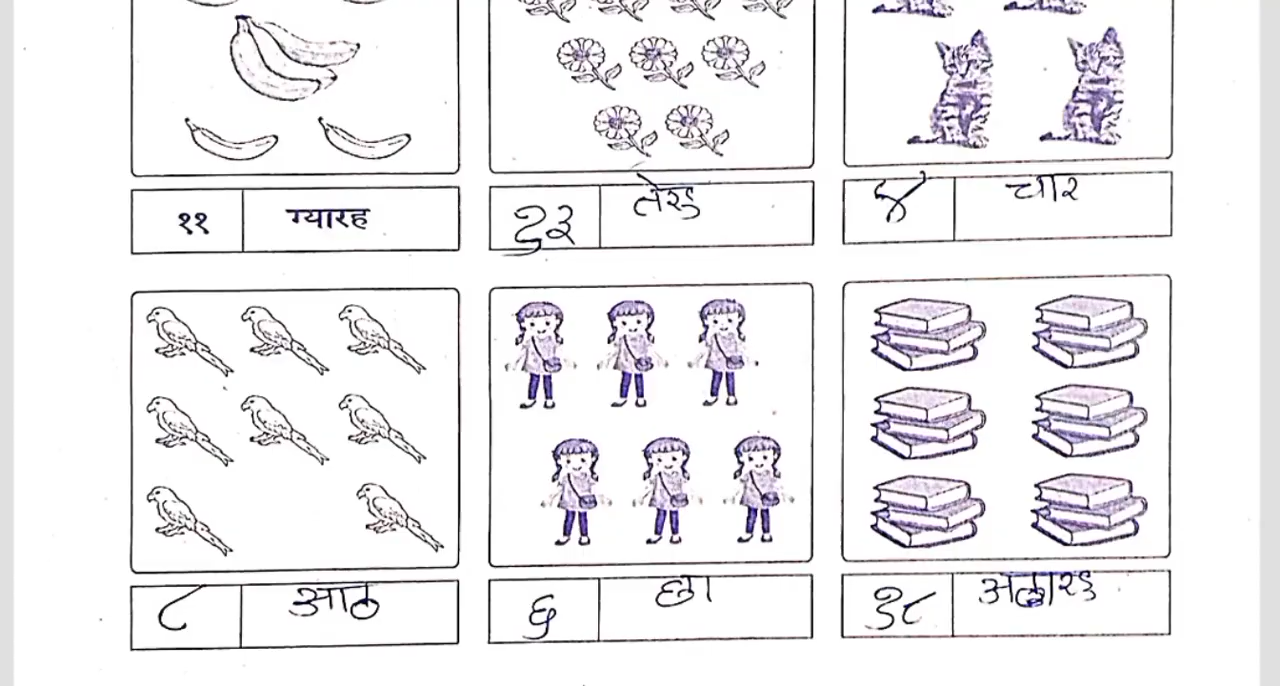 ११ ग्यारह
१३ तेरह
४ चार
८ आठ
६ छा
१८ अठ्ठारह